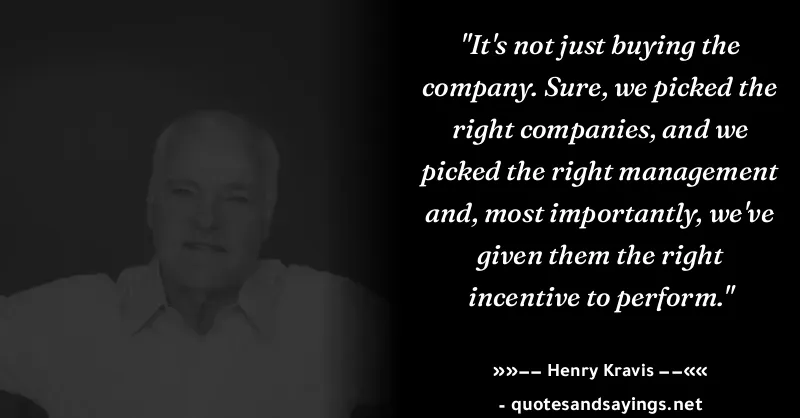 "It's not just buying the
company. Sure, we picked the
right companies, and we
picked the right management
and, most importantly, we've
given them the right
incentive to perform."
»»−− Henry Kravis −−««
- quotesandsayings.net